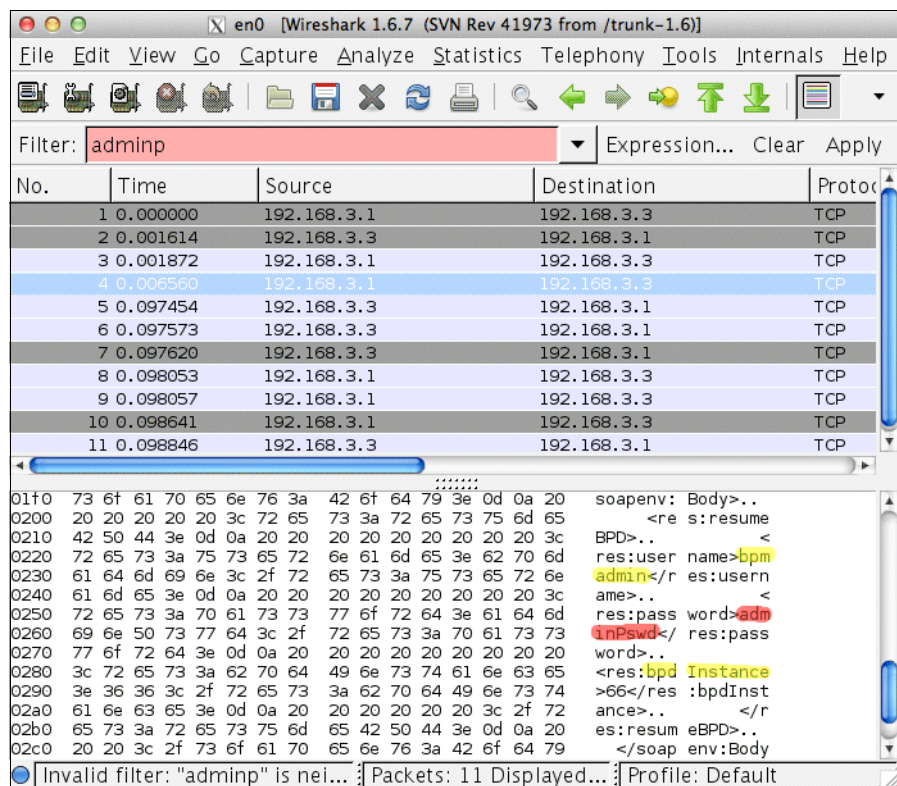 en0 [Wireshark 1.6.7 (SVN Rev 41973 from /trunk-1.6)]
File Edit View Go Capture Analyze Statistics Telephony Tools Internals Help
Filter: adminp Expression... Clear Apply
No. Time Source Destination Protoc
1 0.000000 192.168.3.1 192.168.3.3 TCP
2 0.001614 192.168.3.3 192.168.3.1 TCP
3 0.001872 192.168.3.1 192.168.3.3 TCP
4 0.006560 192.168.3.1 192.168.3.3 TCP
5 0.097454 192.168.3.3 192.168.3.1 TCP
6 0.097573 192.168.3.3 192.168.3.1 TCP
7 0.097620 192.168.3.3 192.168.3.1 TCP
8 0.098053 192.168.3.1 192.168.3.3 TCP
9 0.098057 192.168.3.1 192.168.3.3 TCP
10 0.098641 192.168.3.1 192.168.3.3 TCP
11 0.098846 192.168.3.3 192.168.3.1 TCP
01f0 73 6f 61 70 65 6e 76 3a 42 6f 64 79 3e 0d 0a 20 soapenv: Body>..
0200 20 20 20 20 20 3c 72 65 73 3a 72 65 73 75 6d 65 <re s:resume
0210 42 50 44 3e 0d 0a 20 20 20 20 20 20 20 20 20 3c BPD>.. <
0220 72 65 73 3a 75 73 65 72 6e 61 6d 65 3e 62 70 6d res:user name>bpm
0230 61 64 6d 69 6e 3c 2f 72 65 73 3a 75 73 65 72 6e admin</r es:usern
0240 61 6d 65 3e 0d 0a 20 20 20 20 20 20 20 20 20 3c ame>.. <
0250 72 65 73 3a 70 61 73 73 77 6f 72 64 3e 61 64 6d res:pass word>adm
0260 69 6e 50 73 77 64 3c 2f 72 65 73 3a 70 61 73 73 inPswd</ res:pass
0270 77 6f 72 64 3e 0d 0a 20 20 20 20 20 20 20 20 20 word>..
0280 3c 72 65 73 3a 62 70 64 49 6e 73 74 61 6e 63 65 <res:bpd Instance
0290 3e 36 36 3c 2f 72 65 73 3a 62 70 64 49 6e 73 74 >66</res :bpdInst
02a0 61 6e 63 65 3e 0d 0a 20 20 20 20 20 20 3c 2f 72 ance>.. </r
02b0 65 73 3a 72 65 73 75 6d 65 42 50 44 3e 0d 0a 20 es:resum eBPD>..
02c0 20 20 3c 2f 73 6f 61 70 65 6e 76 3a 42 6f 64 79 </soap env:Body
Invalid filter: "adminp" is nei... Packets: 11 Displayed... Profile: Default